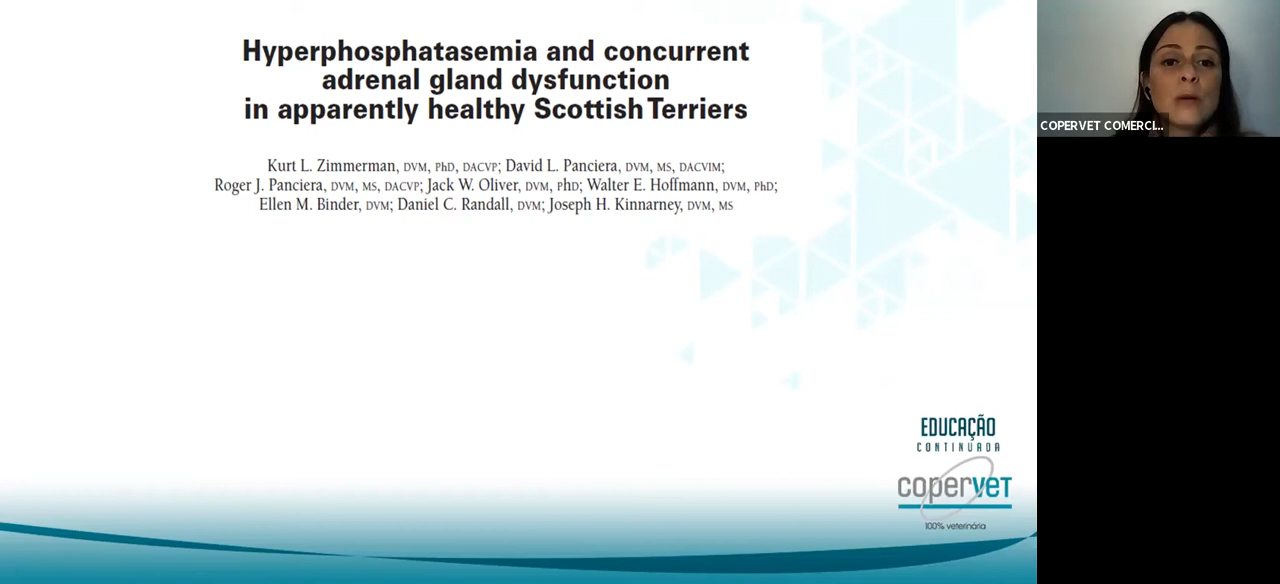 Hyperphosphatasemia and concurrent
adrenal gland dysfunction
in apparently healthy Scottish Terriers
Kurt L. Zimmerman, DVM, PhD, DACVP; David L. Panciera, DVM, MS, DACVIM;
Roger J. Panciera, DVM, MS, DACVP; Jack W. Oliver, DVM, phD; Walter E. Hoffmann, DVM, PhD;
Ellen M. Binder, DVM; Daniel C. Randall, DVM; Joseph H. Kinnarney, DVM, MS
COPERVET COMERCI...
EDUCAÇÃO
CONTINUADA
copervet
100% veterinária